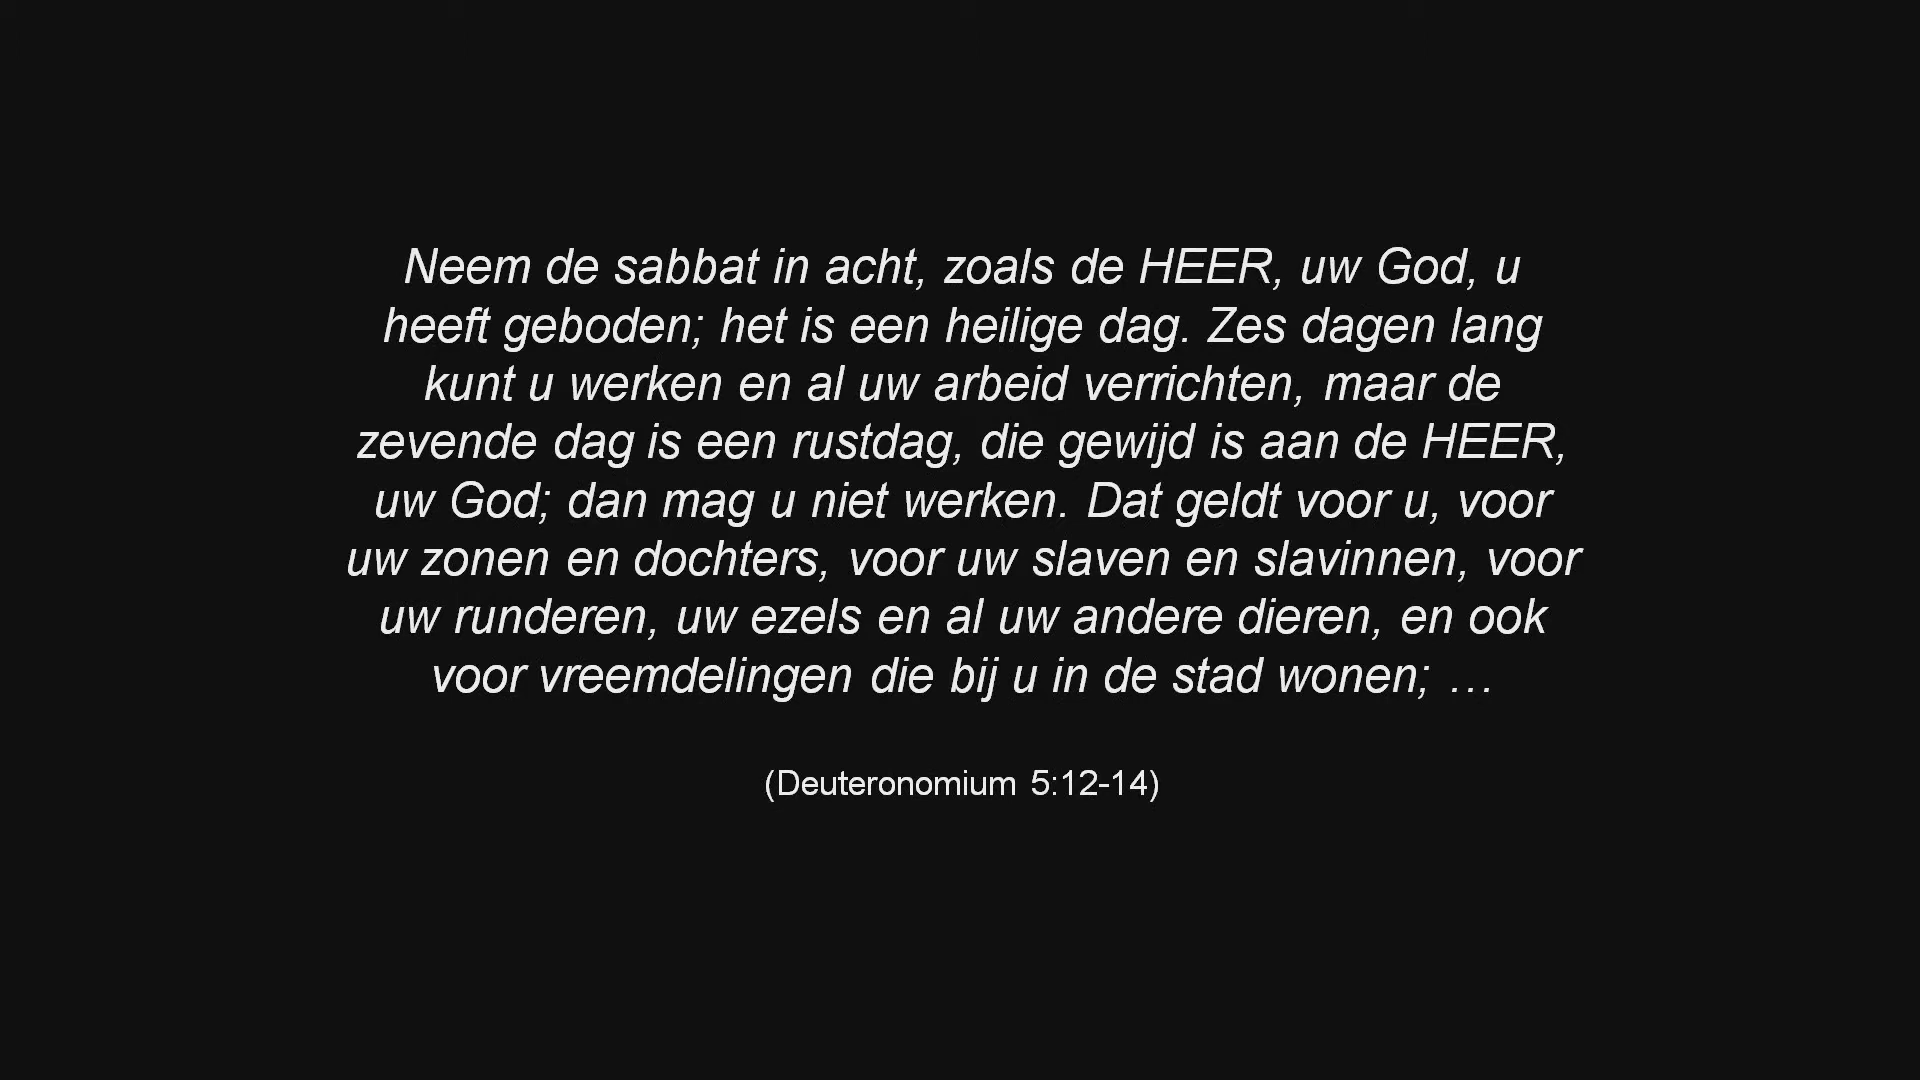 Neem de sabbat in acht, zoals de HEER, uw God, u
heeft geboden; het is een heilige dag. Zes dagen lang
kunt u werken en al uw arbeid verrichten, maar de
zevende dag is een rustdag, die gewijd is aan de HEER,
uw God; dan mag u niet werken. Dat geldt voor u, voor
uw zonen en dochters, voor uw slaven en slavinnen, voor
uw runderen, uw ezels en al uw andere dieren, en ook
voor vreemdelingen die bij u in de stad wonen; …
(Deuteronomium 5:12-14)